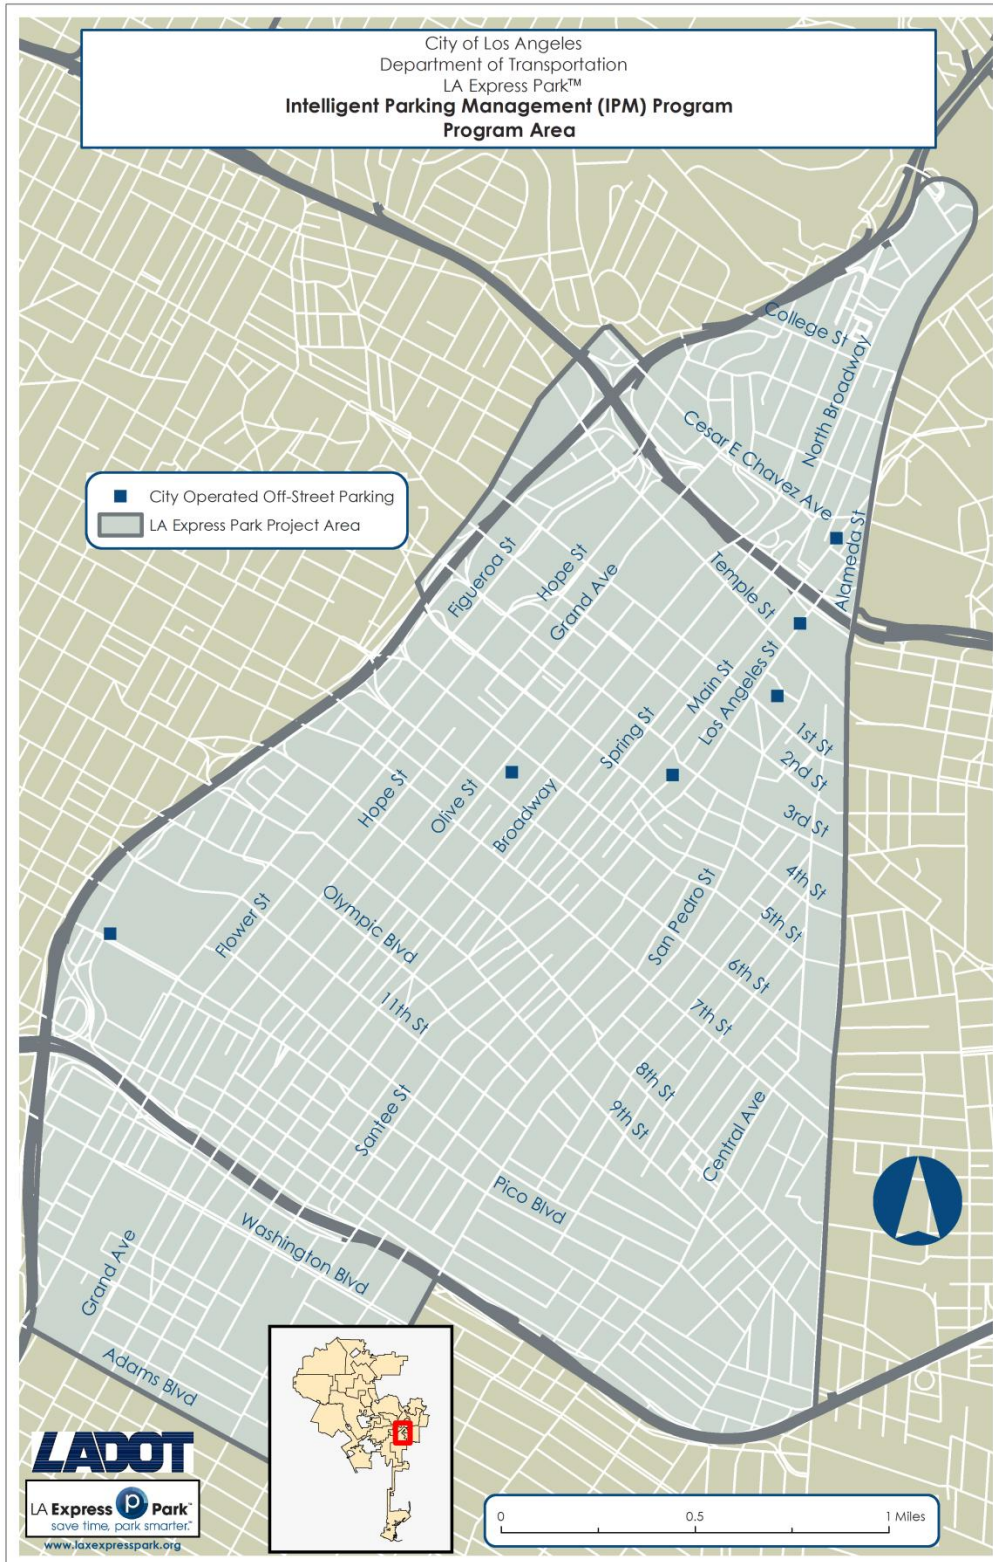 City of Los Angeles
Department of Transportation
LA Express Park™
Intelligent Parking Management (IPM) Program
Program Area
College St
North Broadway
Cesar E Chavez Ave
City Operated Off-Street Parking
LA Express Park Project Area
Alameda St
Figueroa St
Hope St
Grand Ave
Temple St
Main St
Los Angeles St
Spring St
1st St
2nd St
3rd St
Hope St
Olive St
Broadway
4th St
5th St
San Pedro St
6th St
7th St
Flower St
Olympic Blvd
11th St
8th St
9th St
Central Ave
Santee St
Pico Blvd
Washington Blvd
Grand Ave
Adams Blvd
LADOT
LA Express p Park™
save time, park smarter.™
www.laxexpresspark.org
0 0.5 1 Miles